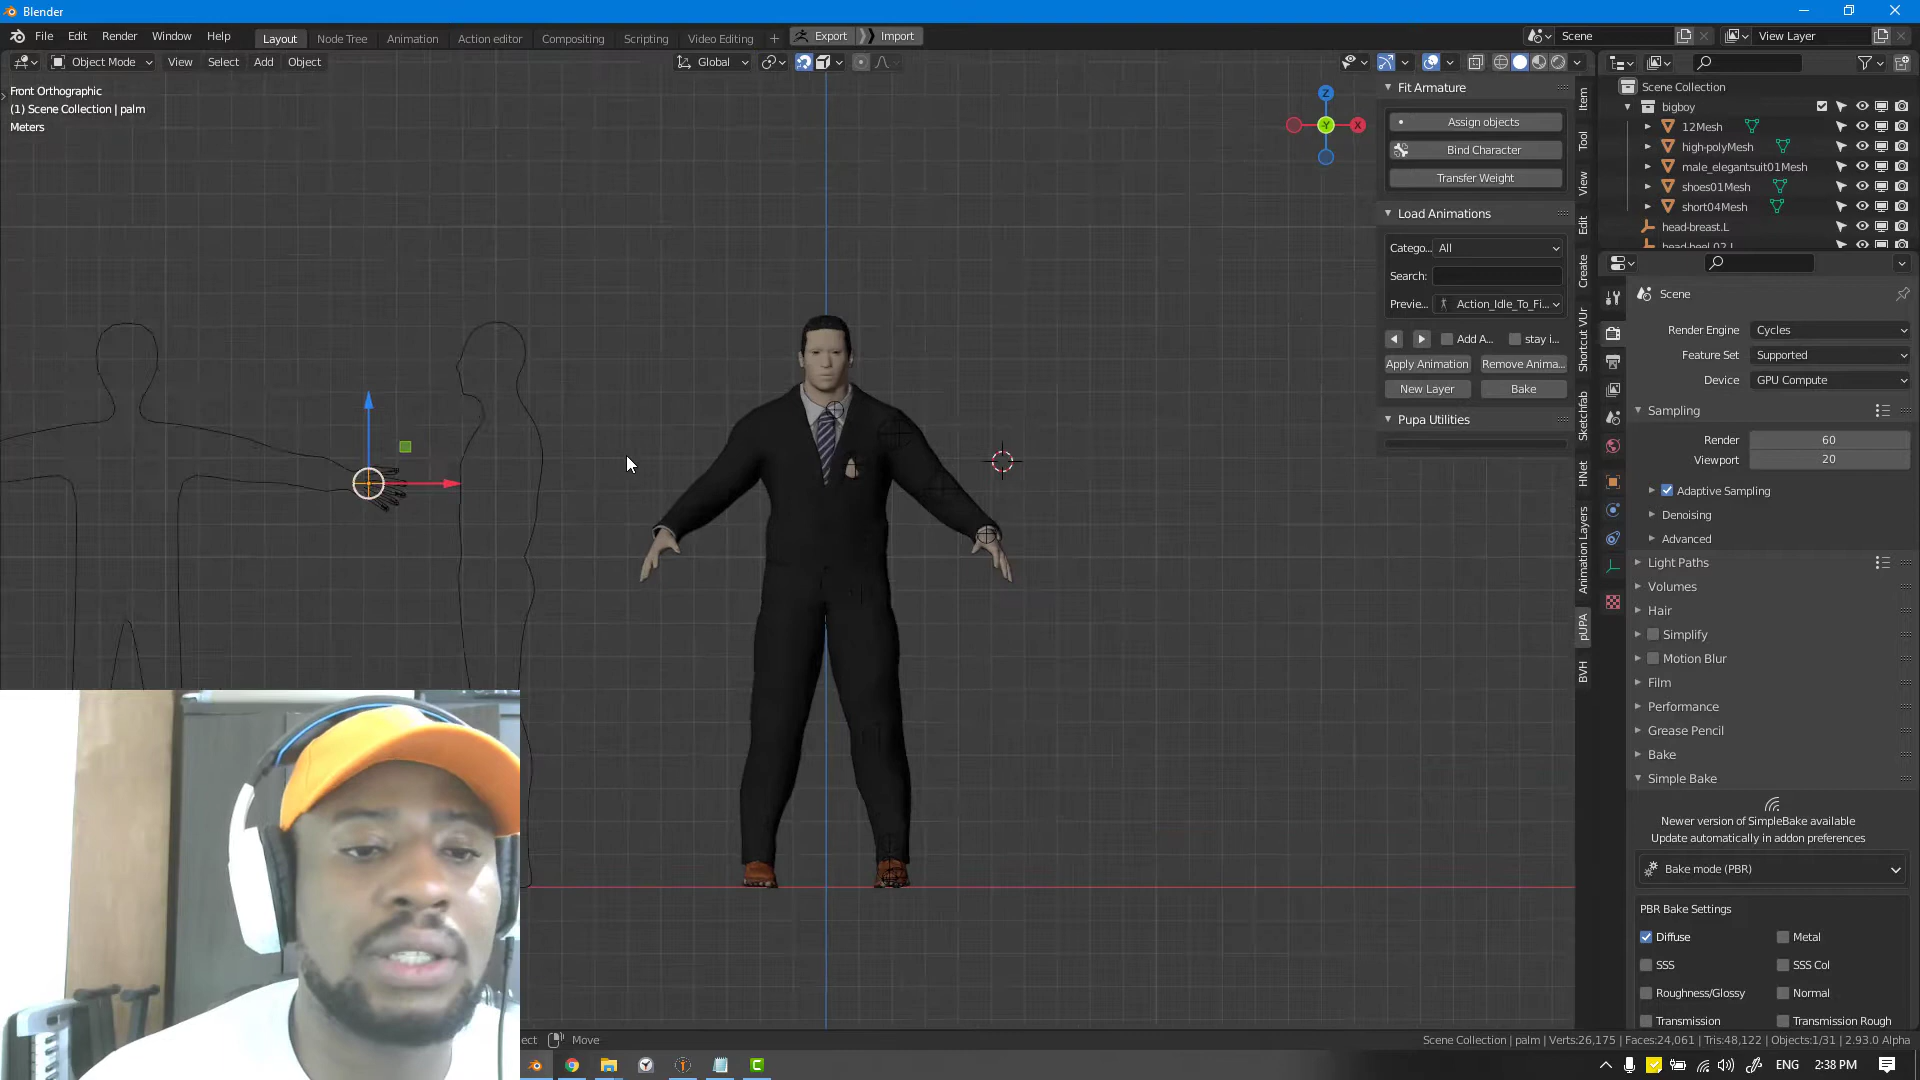 Blender
File Edit Render Window Help
Layout Node Tree Animation Action editor Compositing Scripting Video Editing + Export Import
Scene View Layer
Object Mode View Select Add Object
Global
Front Orthographic
(1) Scene Collection | palm
Meters
Z
Y
X
Fit Armature
Assign objects
Bind Character
Transfer Weight
Load Animations
Catego... All
Search:
Previe... Action_Idle_To_Fi...
Add A... stay i...
Apply Animation Remove Anima...
New Layer Bake
Pupa Utilities
Item
Tool
View
Edit
Create
Shortcut VUr
Sketchfab
HNet
Animation Layers
pUPA
BVH
Scene Collection
bigboy
12Mesh
high-polyMesh
male_elegantsuit01Mesh
shoes01Mesh
short04Mesh
head-breast.L
head-heel.02.L
Scene
Render Engine Cycles
Feature Set Supported
Device GPU Compute
Sampling
Render 60
Viewport 20
Adaptive Sampling
Denoising
Advanced
Light Paths
Volumes
Hair
Simplify
Motion Blur
Film
Performance
Grease Pencil
Bake
Simple Bake
Newer version of SimpleBake available
Update automatically in addon preferences
Bake mode (PBR)
PBR Bake Settings
Diffuse Metal
SSS SSS Col
Roughness/Glossy Normal
Transmission Transmission Rough
ect Move
Scene Collection | palm | Verts:26,175 | Faces:24,061 | Tris:48,122 | Objects:1/31 | 2.93.0 Alpha
ENG 2:38 PM